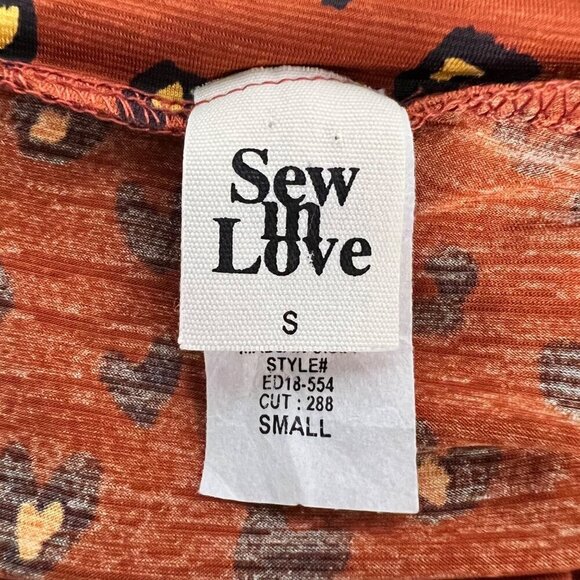 Sew
in
Love
S
STYLE#
ED18-554
CUT : 288
SMALL